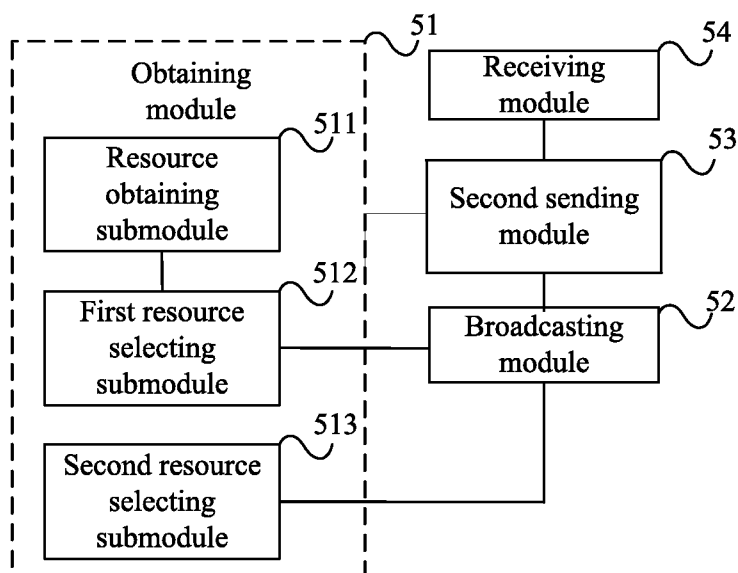 51
Obtaining
module
511
Resource
obtaining
submodule
512
First resource
selecting
submodule
513
Second resource
selecting
submodule
54
Receiving
module
53
Second sending
module
52
Broadcasting
module